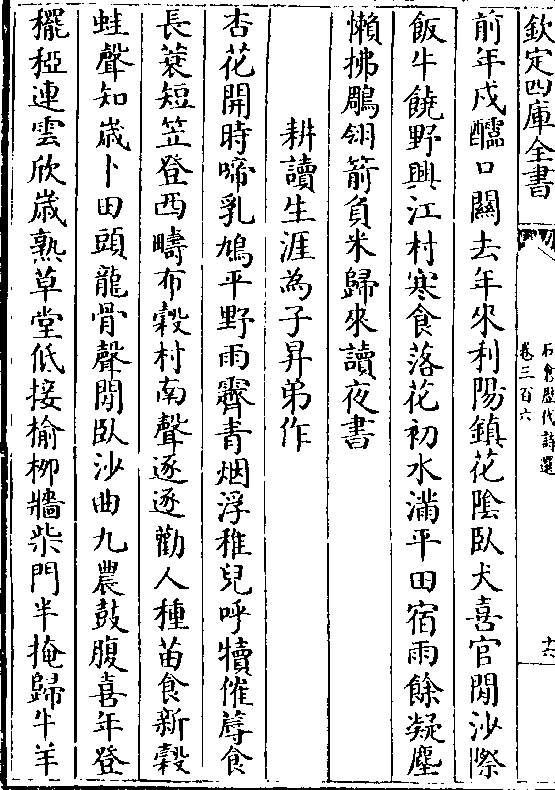 欽定四庫全書
石倉歷代詩選
卷三百六
十六
前年戍醹口關去年來利陽鎮花陰臥犬喜官閒沙際
飯牛饒野興江村寒食落花初水滿平田宿雨餘凝塵
懶拂鵰翎箭負米歸來讀夜書
耕讀生涯為子昇弟作
杏花開時啼乳鳩平野雨霽青烟浮稚兒呼犢催蓐食
長蓑短笠登西疇布穀村南聲逐逐勸人種苗食新穀
蛙聲知歲卜田頭龍骨聲閒臥沙曲九農鼓腹喜年登
䆉稏連雲欣歲熟草堂低接榆柳牆柴門半掩歸牛羊